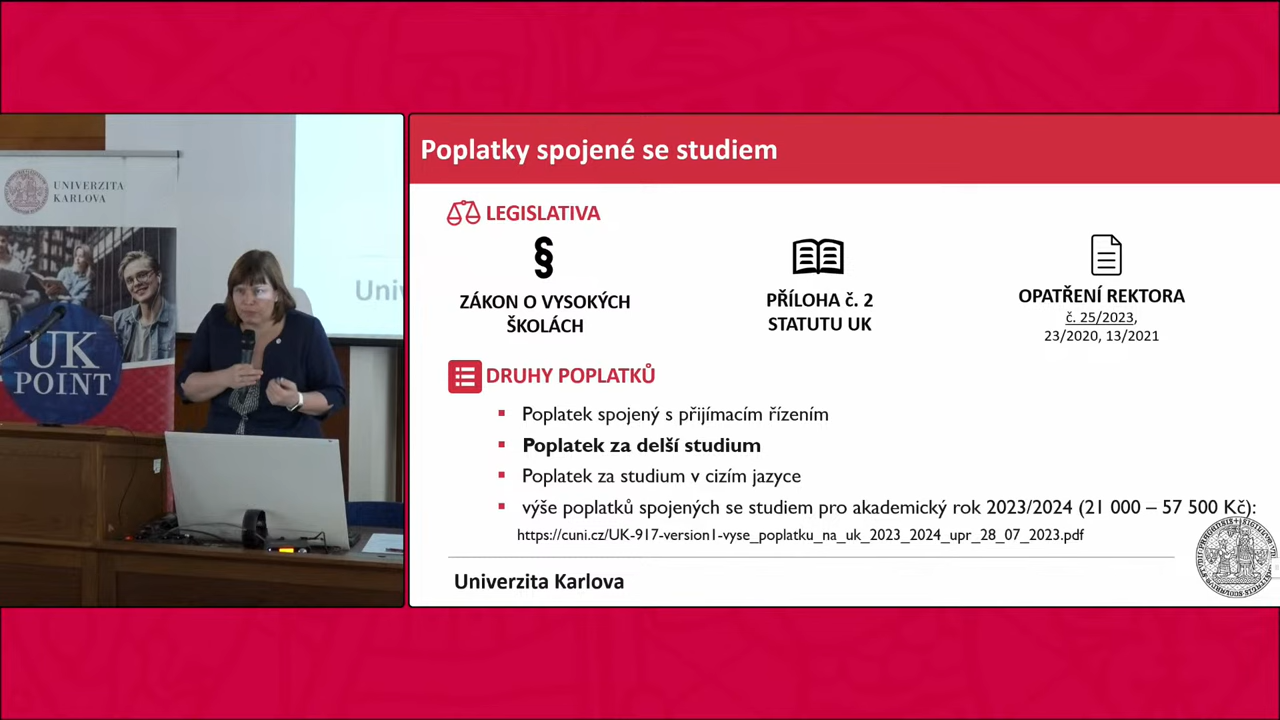 UNIVERZITA
KARLOVA
UK
POINT
Uni
Poplatky spojené se studiem
LEGISLATIVA
§
ZÁKON O VYSOKÝCH
ŠKOLÁCH
PŘÍLOHA č. 2
STATUTU UK
OPATŘENÍ REKTORA
č. 25/2023,
23/2020, 13/2021
DRUHY POPLATKŮ
▪ Poplatek spojený s přijímacím řízením
▪ Poplatek za delší studium
▪ Poplatek za studium v cizím jazyce
▪ výše poplatků spojených se studiem pro akademický rok 2023/2024 (21 000 – 57 500 Kč):
https://cuni.cz/UK-917-version1-vyse_poplatku_na_uk_2023_2024_upr_28_07_2023.pdf
Univerzita Karlova